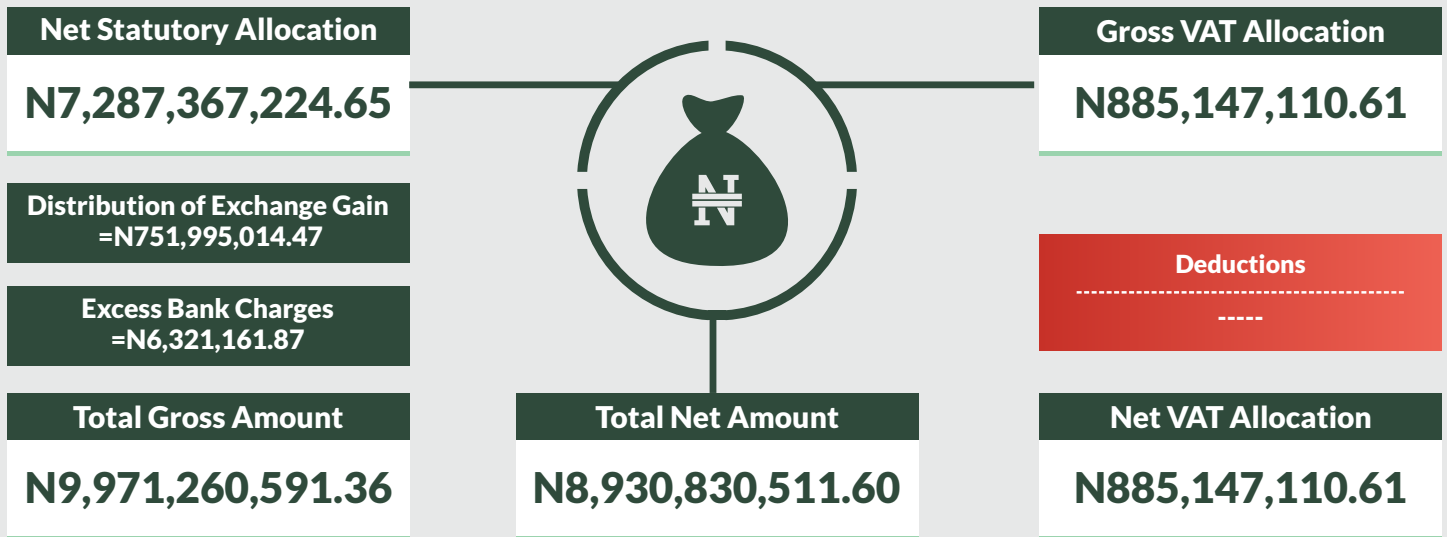 Net Statutory Allocation
N7,287,367,224.65
Distribution of Exchange Gain
=N751,995,014.47
Excess Bank Charges
=N6,321,161.87
Total Gross Amount
N9,971,260,591.36
₦
Total Net Amount
N8,930,830,511.60
Gross VAT Allocation
N885,147,110.61
Deductions
--------------------------------------------
-----
Net VAT Allocation
N885,147,110.61